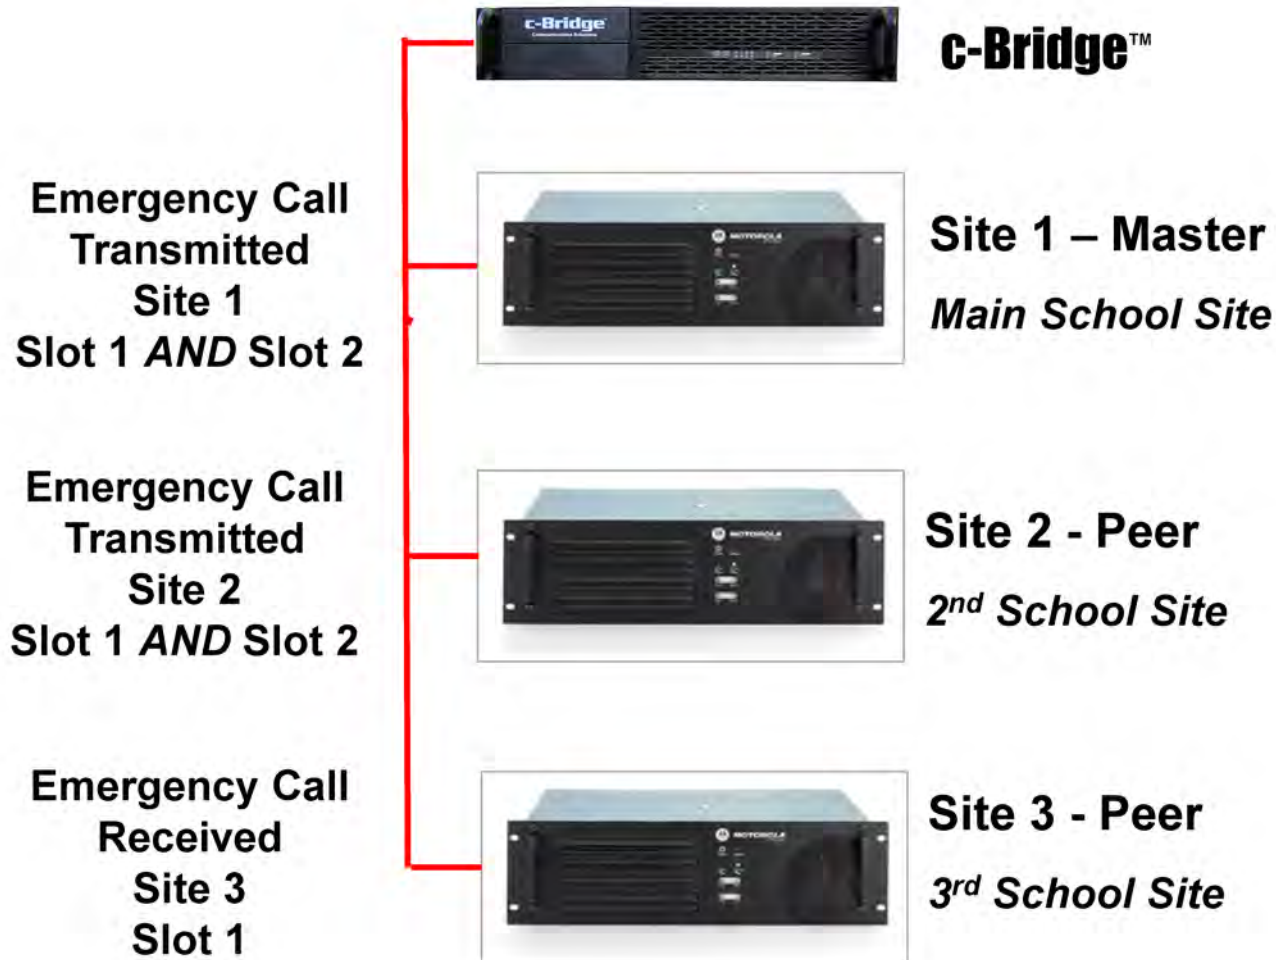 c-Bridge
c-Bridge™
Emergency Call
Transmitted
Site 1
Slot 1 AND Slot 2
MOTOROLA
Site 1 – Master
Main School Site
Emergency Call
Transmitted
Site 2
Slot 1 AND Slot 2
MOTOROLA
Site 2 - Peer
2nd School Site
Emergency Call
Received
Site 3
Slot 1
MOTOROLA
Site 3 - Peer
3rd School Site